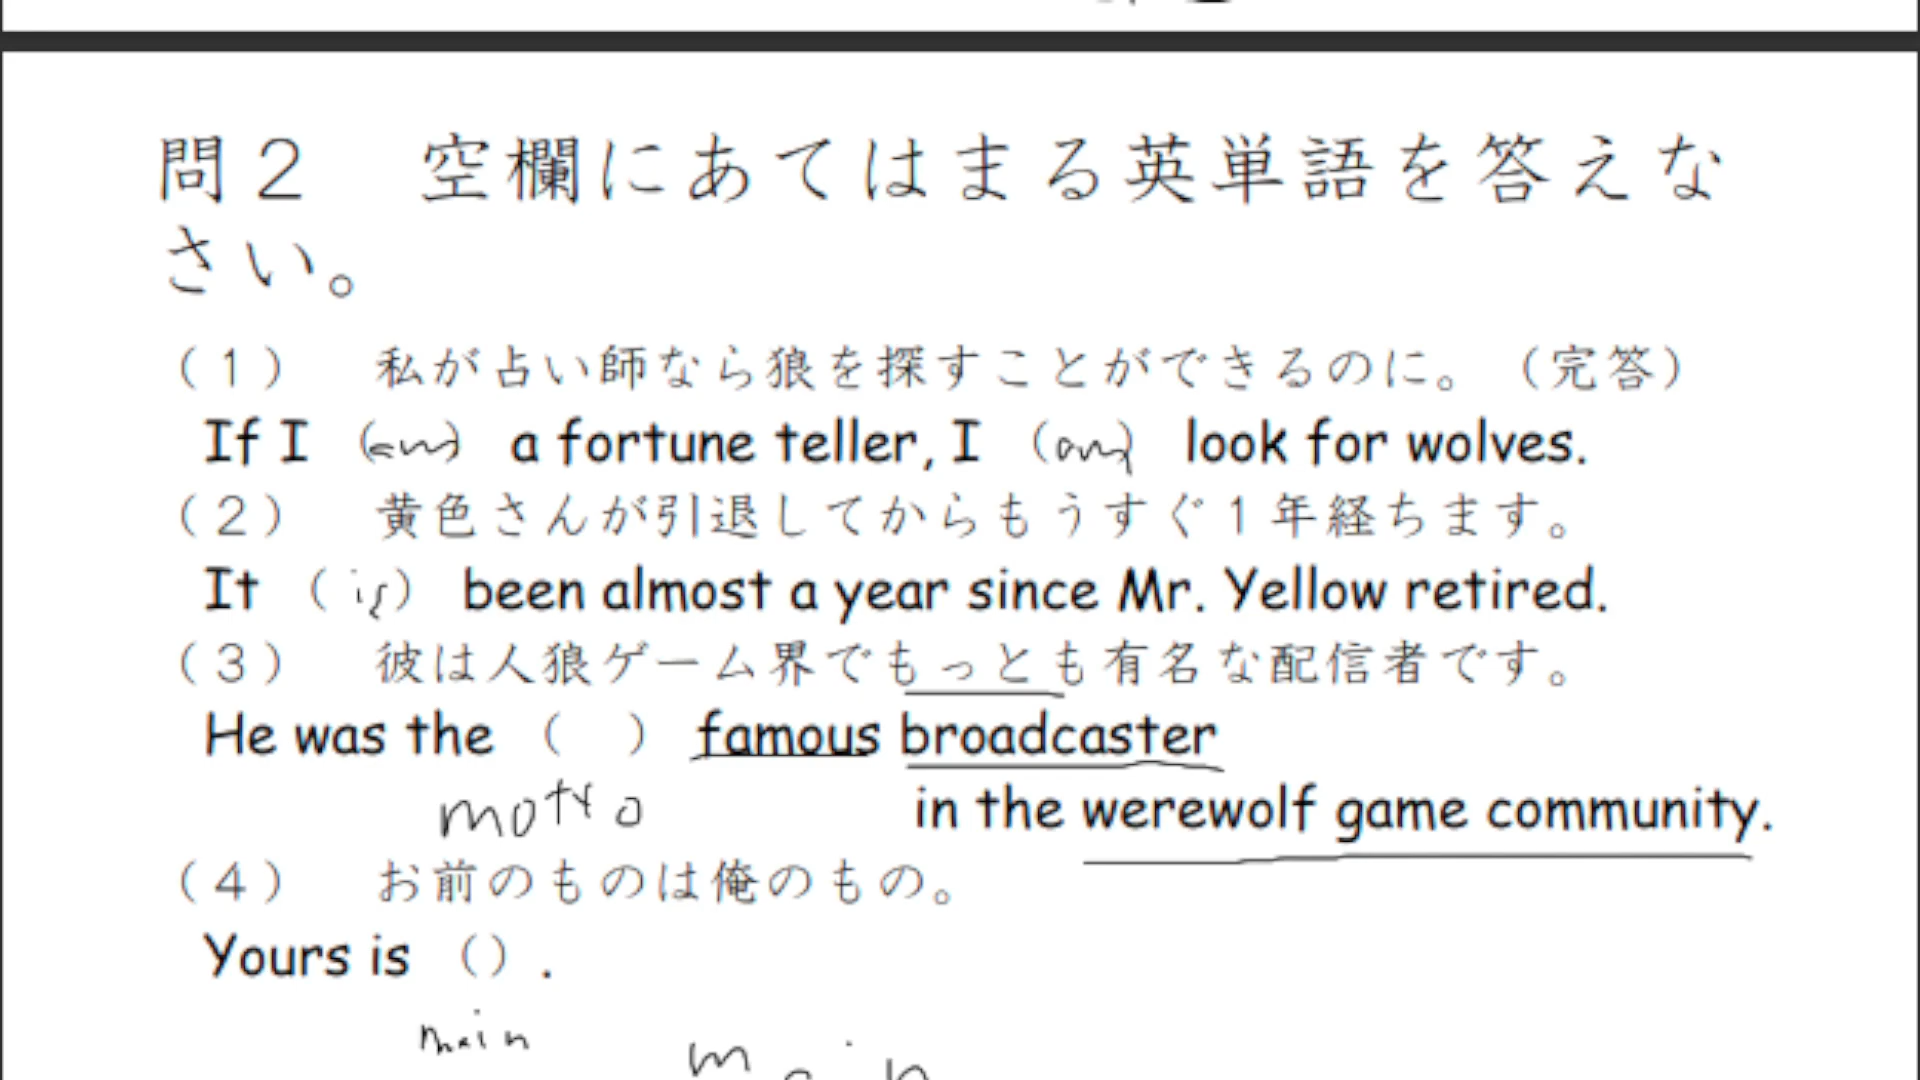 問２　空欄にあてはまる英単語を答えな
さい。
（１）　私が占い師なら狼を探すことができるのに。（完答）
If I （am） a fortune teller, I （am） look for wolves.
（２）　黄色さんが引退してからもうすぐ１年経ちます。
It （is） been almost a year since Mr. Yellow retired.
（３）　彼は人狼ゲーム界でもっとも有名な配信者です。
He was the （　） famous broadcaster
motto
in the werewolf game community.
（４）　お前のものは俺のもの。
Yours is （）.
main
main